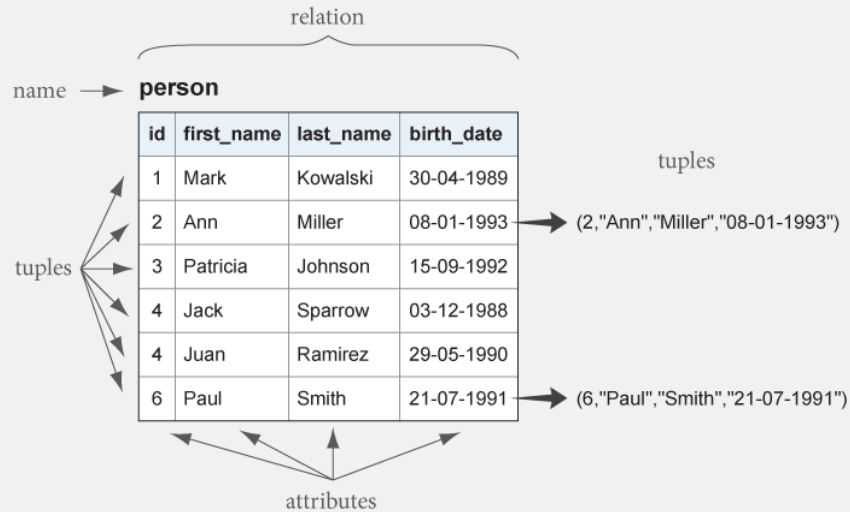 relation
name
person
id first_name last_name birth_date
1 Mark Kowalski 30-04-1989
tuples
2 Ann Miller 08-01-1993 (2,"Ann","Miller","08-01-1993")
tuples
3 Patricia Johnson 15-09-1992
4 Jack Sparrow 03-12-1988
4 Juan Ramirez 29-05-1990
6 Paul Smith 21-07-1991 (6,"Paul","Smith","21-07-1991")
attributes